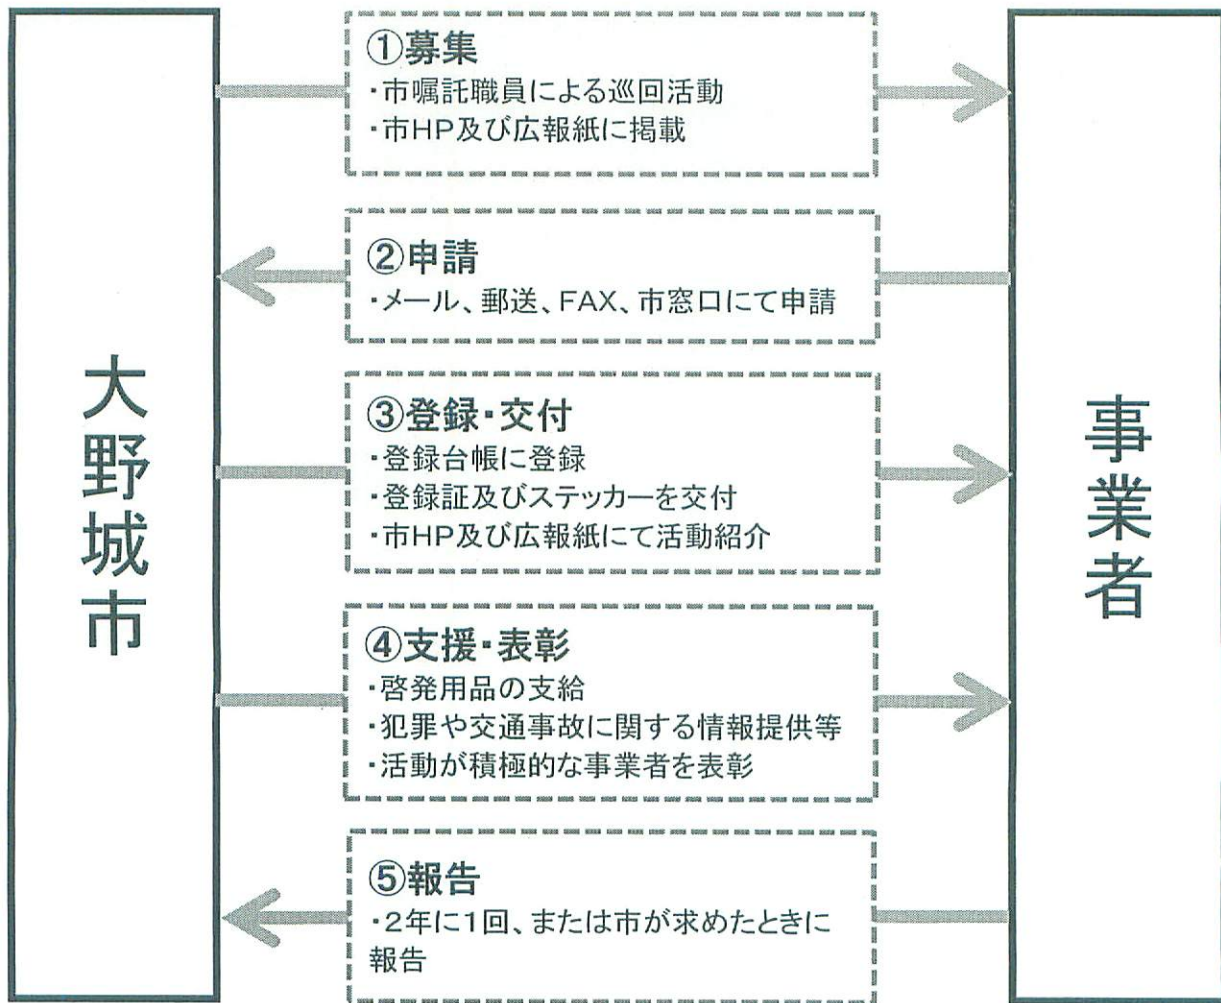 大野城市
①募集
・市嘱託職員による巡回活動
・市HP及び広報紙に掲載
②申請
・メール、郵送、FAX、市窓口にて申請
③登録・交付
・登録台帳に登録
・登録証及びステッカーを交付
・市HP及び広報紙にて活動紹介
④支援・表彰
・啓発用品の支給
・犯罪や交通事故に関する情報提供等
・活動が積極的な事業者を表彰
⑤報告
・2年に1回、または市が求めたときに
報告
事業者